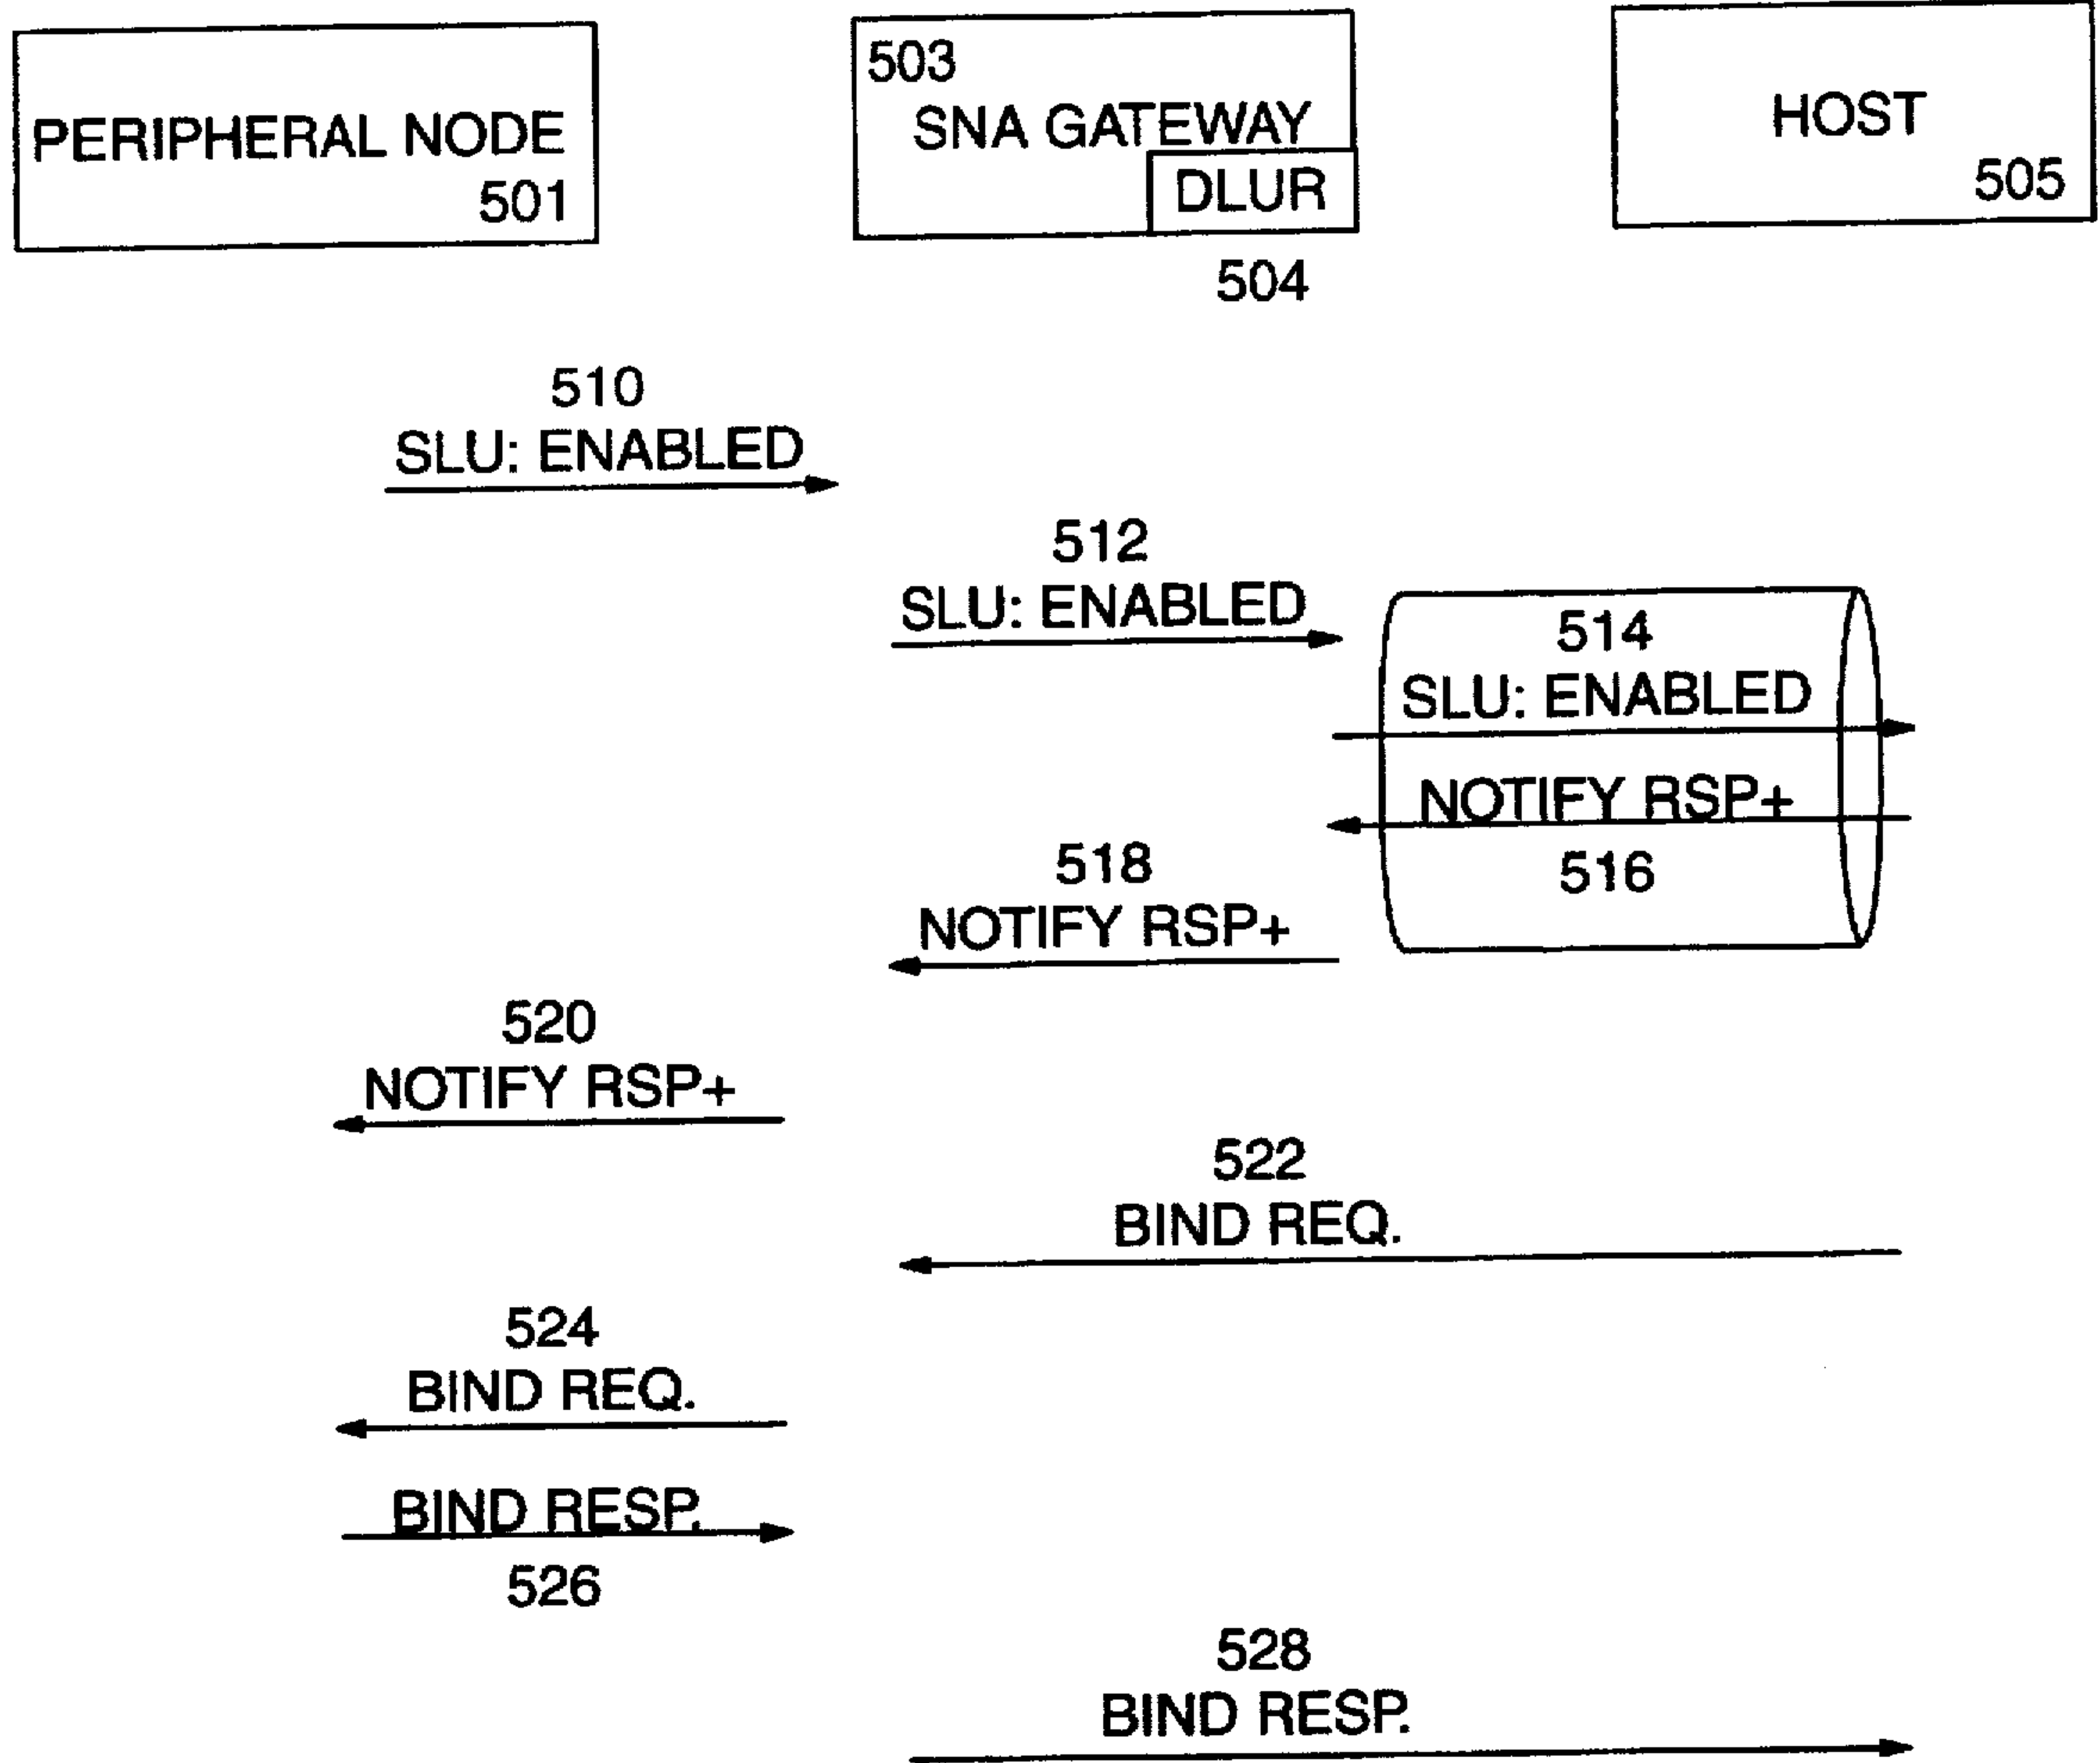 PERIPHERAL NODE
501
503
SNA GATEWAY
DLUR
504
HOST
505
510
SLU: ENABLED
512
SLU: ENABLED
514
SLU: ENABLED
NOTIFY RSP+
516
518
NOTIFY RSP+
520
NOTIFY RSP+
522
BIND REQ.
524
BIND REQ.
BIND RESP.
526
528
BIND RESP.